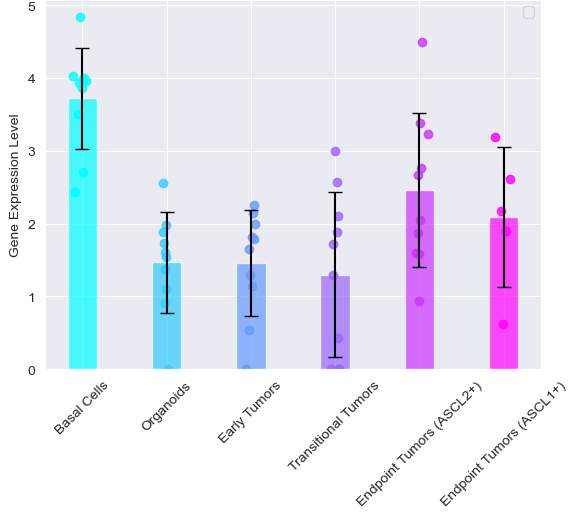 5
4
3
2
1
0
Gene Expression Level
Basal Cells
Organoids
Early Tumors
Transitional Tumors
Endpoint Tumors (ASCL2+)
Endpoint Tumors (ASCL1+)